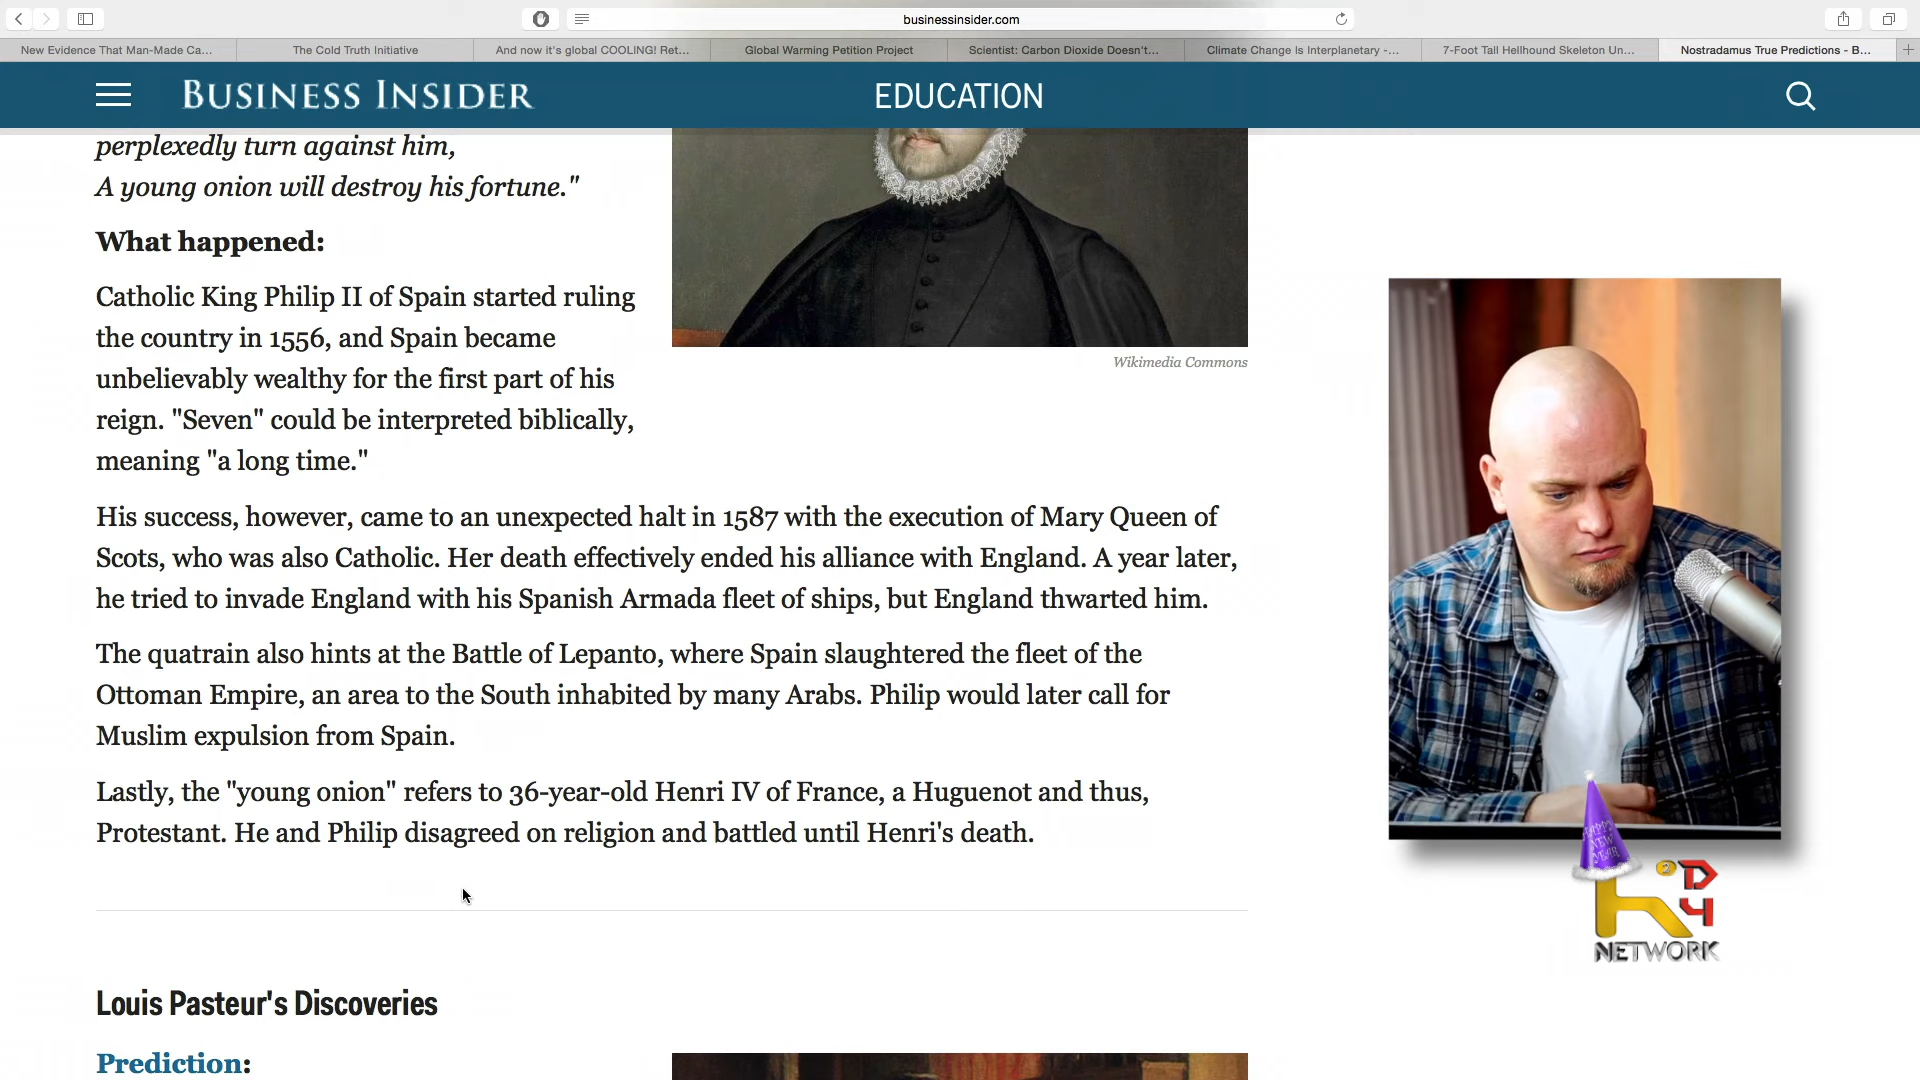 businessinsider.com
New Evidence That Man-Made Ca...
The Cold Truth Initiative
And now it's global COOLING! Ret...
Global Warming Petition Project
Scientist: Carbon Dioxide Doesn't...
Climate Change Is Interplanetary -...
7-Foot Tall Hellhound Skeleton Un...
Nostradamus True Predictions - B...
BUSINESS INSIDER
EDUCATION
perplexedly turn against him,
A young onion will destroy his fortune."
What happened:
Catholic King Philip II of Spain started ruling
the country in 1556, and Spain became
unbelievably wealthy for the first part of his
reign. "Seven" could be interpreted biblically,
meaning "a long time."
Wikimedia Commons
His success, however, came to an unexpected halt in 1587 with the execution of Mary Queen of
Scots, who was also Catholic. Her death effectively ended his alliance with England. A year later,
he tried to invade England with his Spanish Armada fleet of ships, but England thwarted him.
The quatrain also hints at the Battle of Lepanto, where Spain slaughtered the fleet of the
Ottoman Empire, an area to the South inhabited by many Arabs. Philip would later call for
Muslim expulsion from Spain.
Lastly, the "young onion" refers to 36-year-old Henri IV of France, a Huguenot and thus,
Protestant. He and Philip disagreed on religion and battled until Henri's death.
HAPPY
NEW
YEAR
h2D4
NETWORK
Louis Pasteur's Discoveries
Prediction: